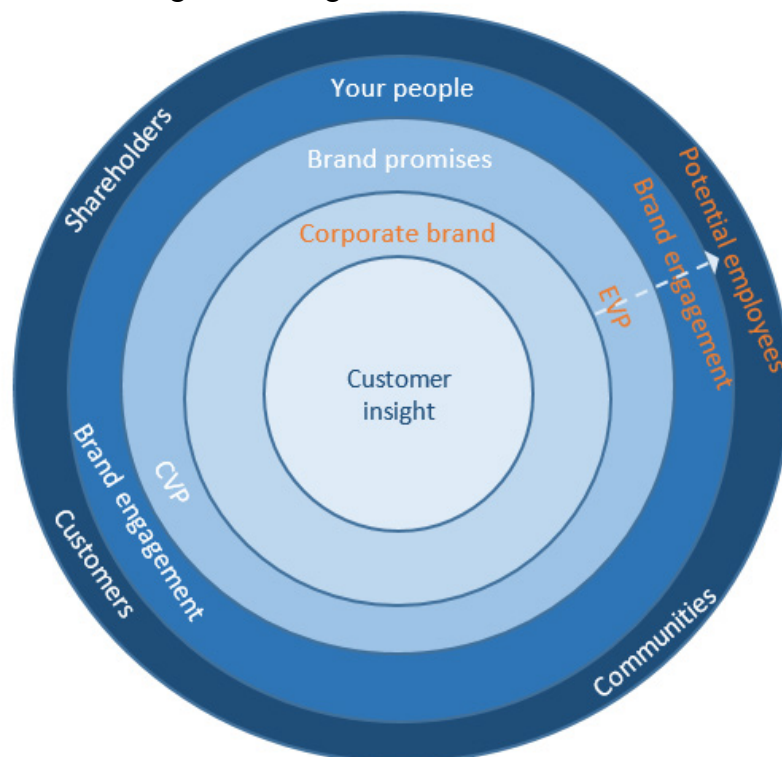 Your people
Brand promises
Corporate brand
Customer
insight
Shareholders
Potential employees
Brand engagement
EVP
CVP
Brand engagement
Customers
Communities